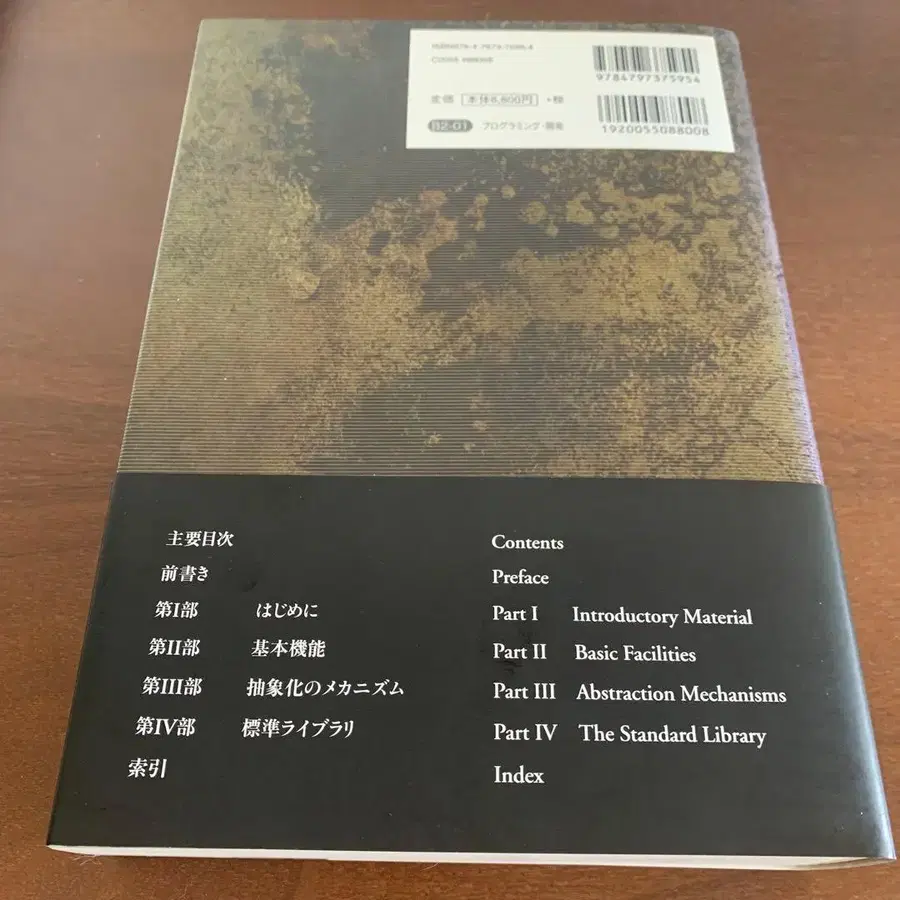 9784797375954
定価 本体8,800円 +税
1920055088008
プログラミング・開発
主要目次
前書き
第I部 はじめに
第II部 基本機能
第III部 抽象化のメカニズム
第IV部 標準ライブラリ
索引
Contents
Preface
Part I Introductory Material
Part II Basic Facilities
Part III Abstraction Mechanisms
Part IV The Standard Library
Index